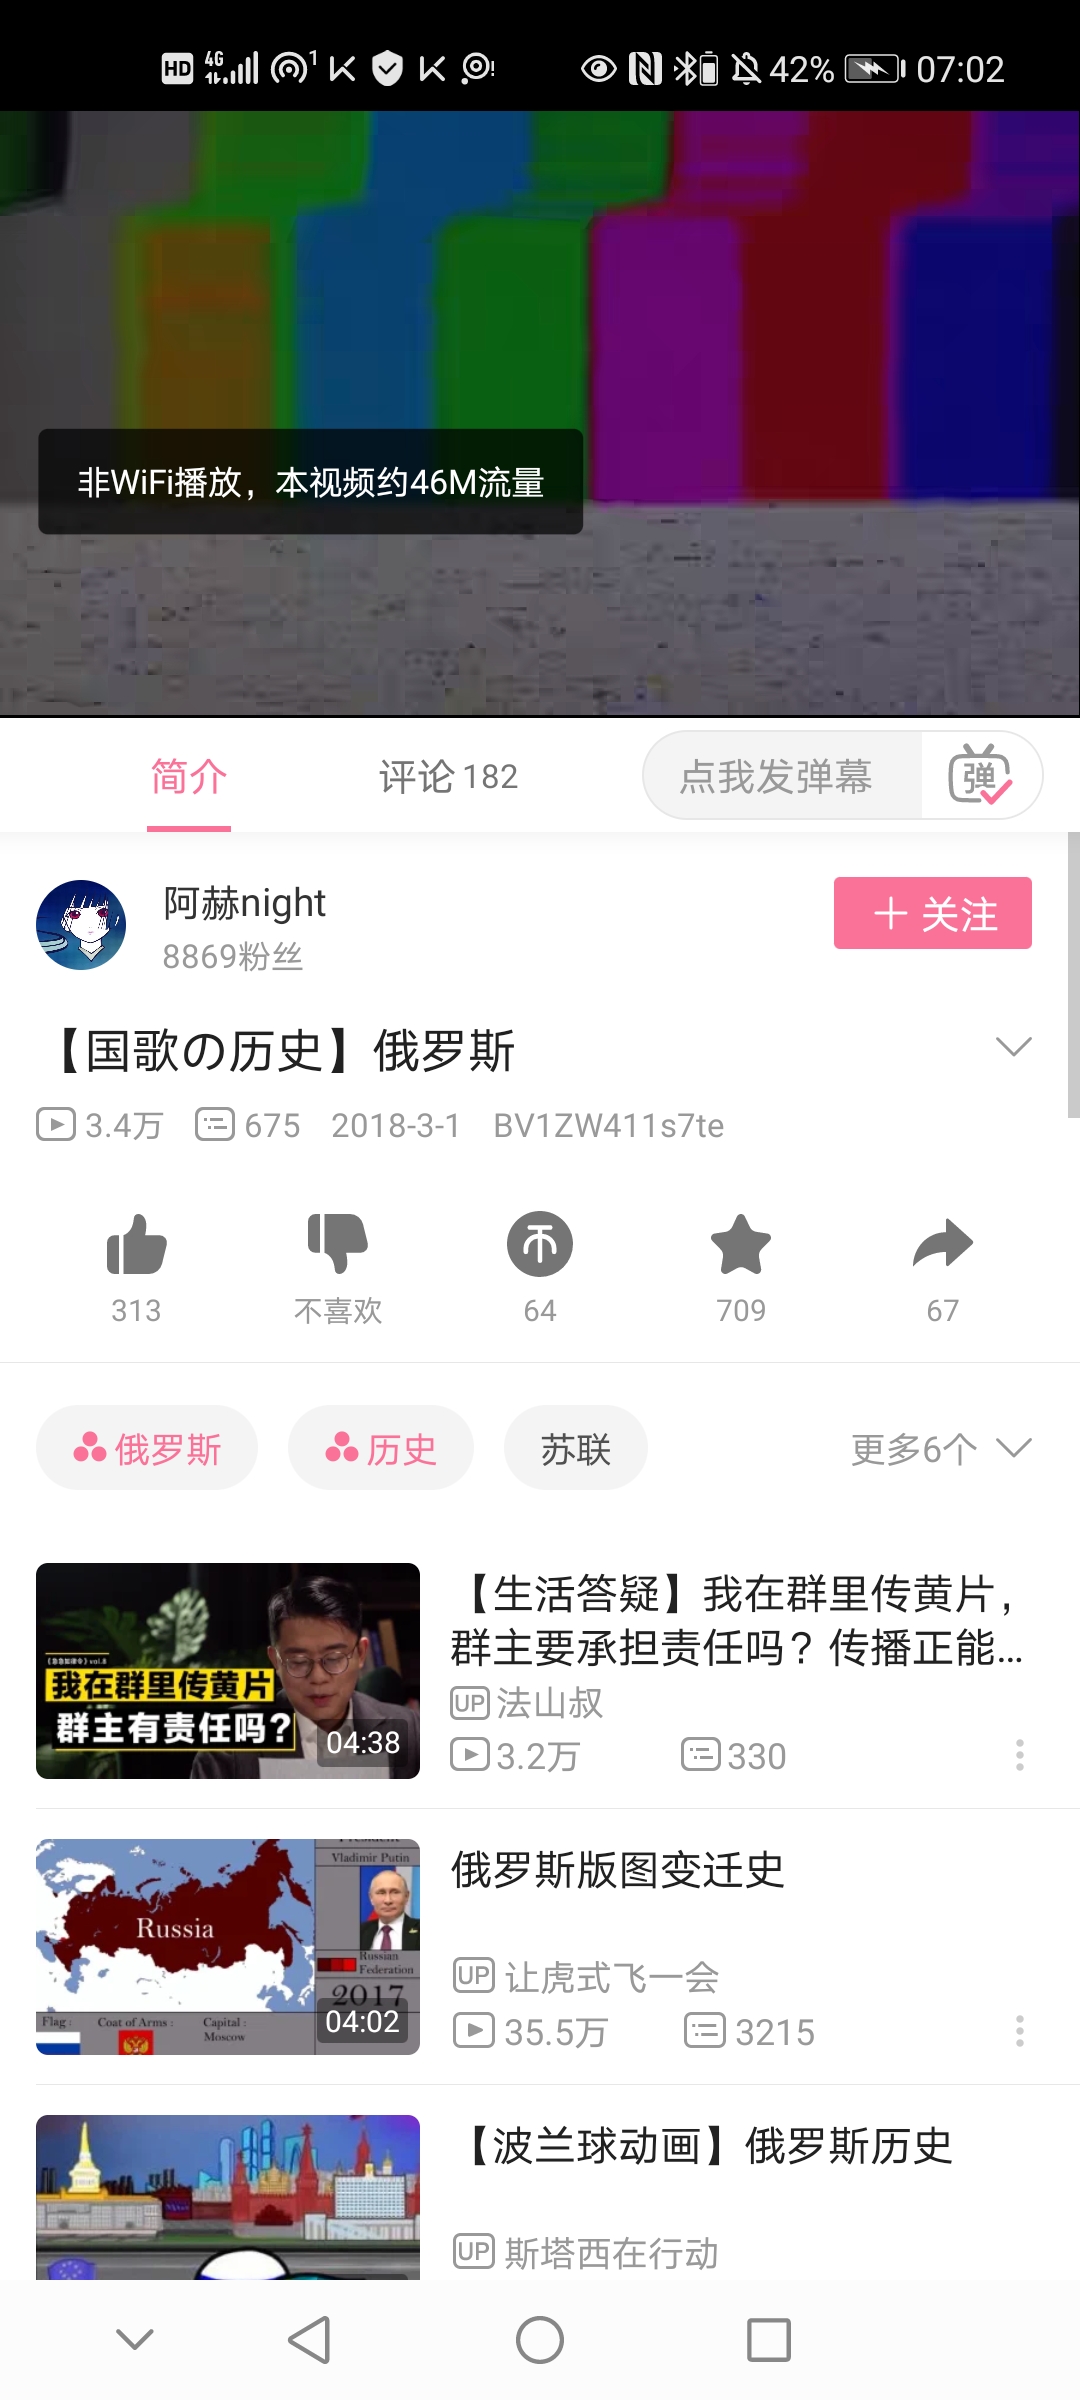 HD 4G 1 42% 07:02
非WiFi播放，本视频约46M流量
简介 评论 182 点我发弹幕 弹
阿赫night
8869粉丝
+ 关注
【国歌の历史】俄罗斯
3.4万 675 2018-3-1 BV1ZW411s7te
313 不喜欢 64 709 67
俄罗斯 历史 苏联 更多6个
【生活答疑】我在群里传黄片，
群主要承担责任吗？传播正能...
UP 法山叔
3.2万 330
我在群里传黄片
群主有责任吗?
04:38
俄罗斯版图变迁史
UP 让虎式飞一会
35.5万 3215
President
Vladimir Putin
Russia
Russian
Federation
2017
04:02
Flag : Coat of Arms : Capital :
Moscow
【波兰球动画】俄罗斯历史
UP 斯塔西在行动